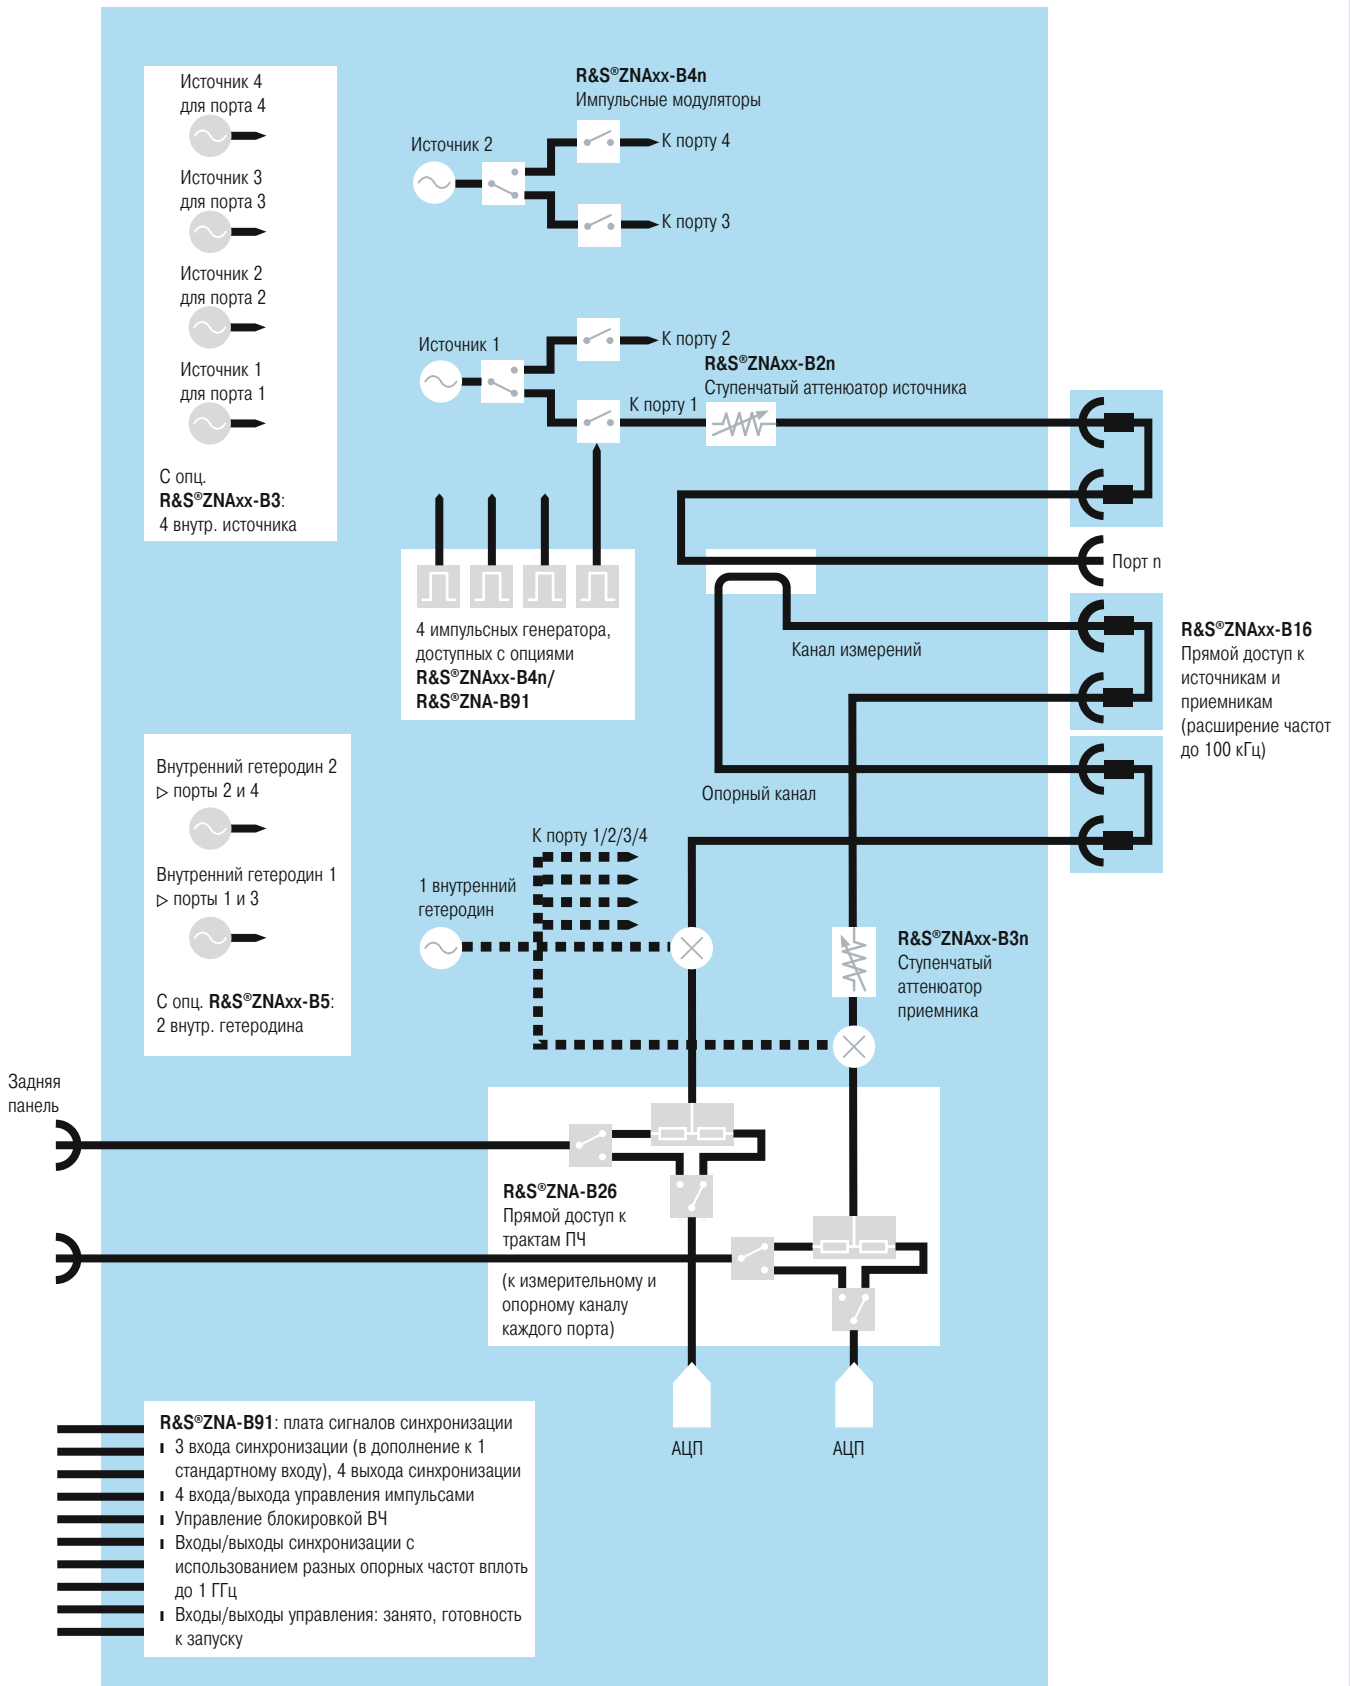 Источник 4
для порта 4
Источник 3
для порта 3
Источник 2
для порта 2
Источник 1
для порта 1
С опц.
R&S®ZNAxx-B3:
4 внутр. источника
R&S®ZNAxx-B4n
Импульсные модуляторы
Источник 2
К порту 4
К порту 3
Источник 1
К порту 2
К порту 1
R&S®ZNAxx-B2n
Ступенчатый аттенюатор источника
4 импульсных генератора,
доступных с опциями
R&S®ZNAxx-B4n/
R&S®ZNA-B91
Порт n
Канал измерений
R&S®ZNAxx-B16
Прямой доступ к
источникам и
приемникам
(расширение частот
до 100 кГц)
Опорный канал
Внутренний гетеродин 2
▷ порты 2 и 4
Внутренний гетеродин 1
▷ порты 1 и 3
С опц. R&S®ZNAxx-B5:
2 внутр. гетеродина
К порту 1/2/3/4
1 внутренний
гетеродин
R&S®ZNAxx-B3n
Ступенчатый
аттенюатор
приемника
Задняя
панель
R&S®ZNA-B26
Прямой доступ к
трактам ПЧ
(к измерительному и
опорному каналу
каждого порта)
АЦП
АЦП
R&S®ZNA-B91: плата сигналов синхронизации
3 входа синхронизации (в дополнение к 1
стандартному входу), 4 выхода синхронизации
4 входа/выхода управления импульсами
Управление блокировкой ВЧ
Входы/выходы синхронизации с
использованием разных опорных частот вплоть
до 1 ГГц
Входы/выходы управления: занято, готовность
к запуску